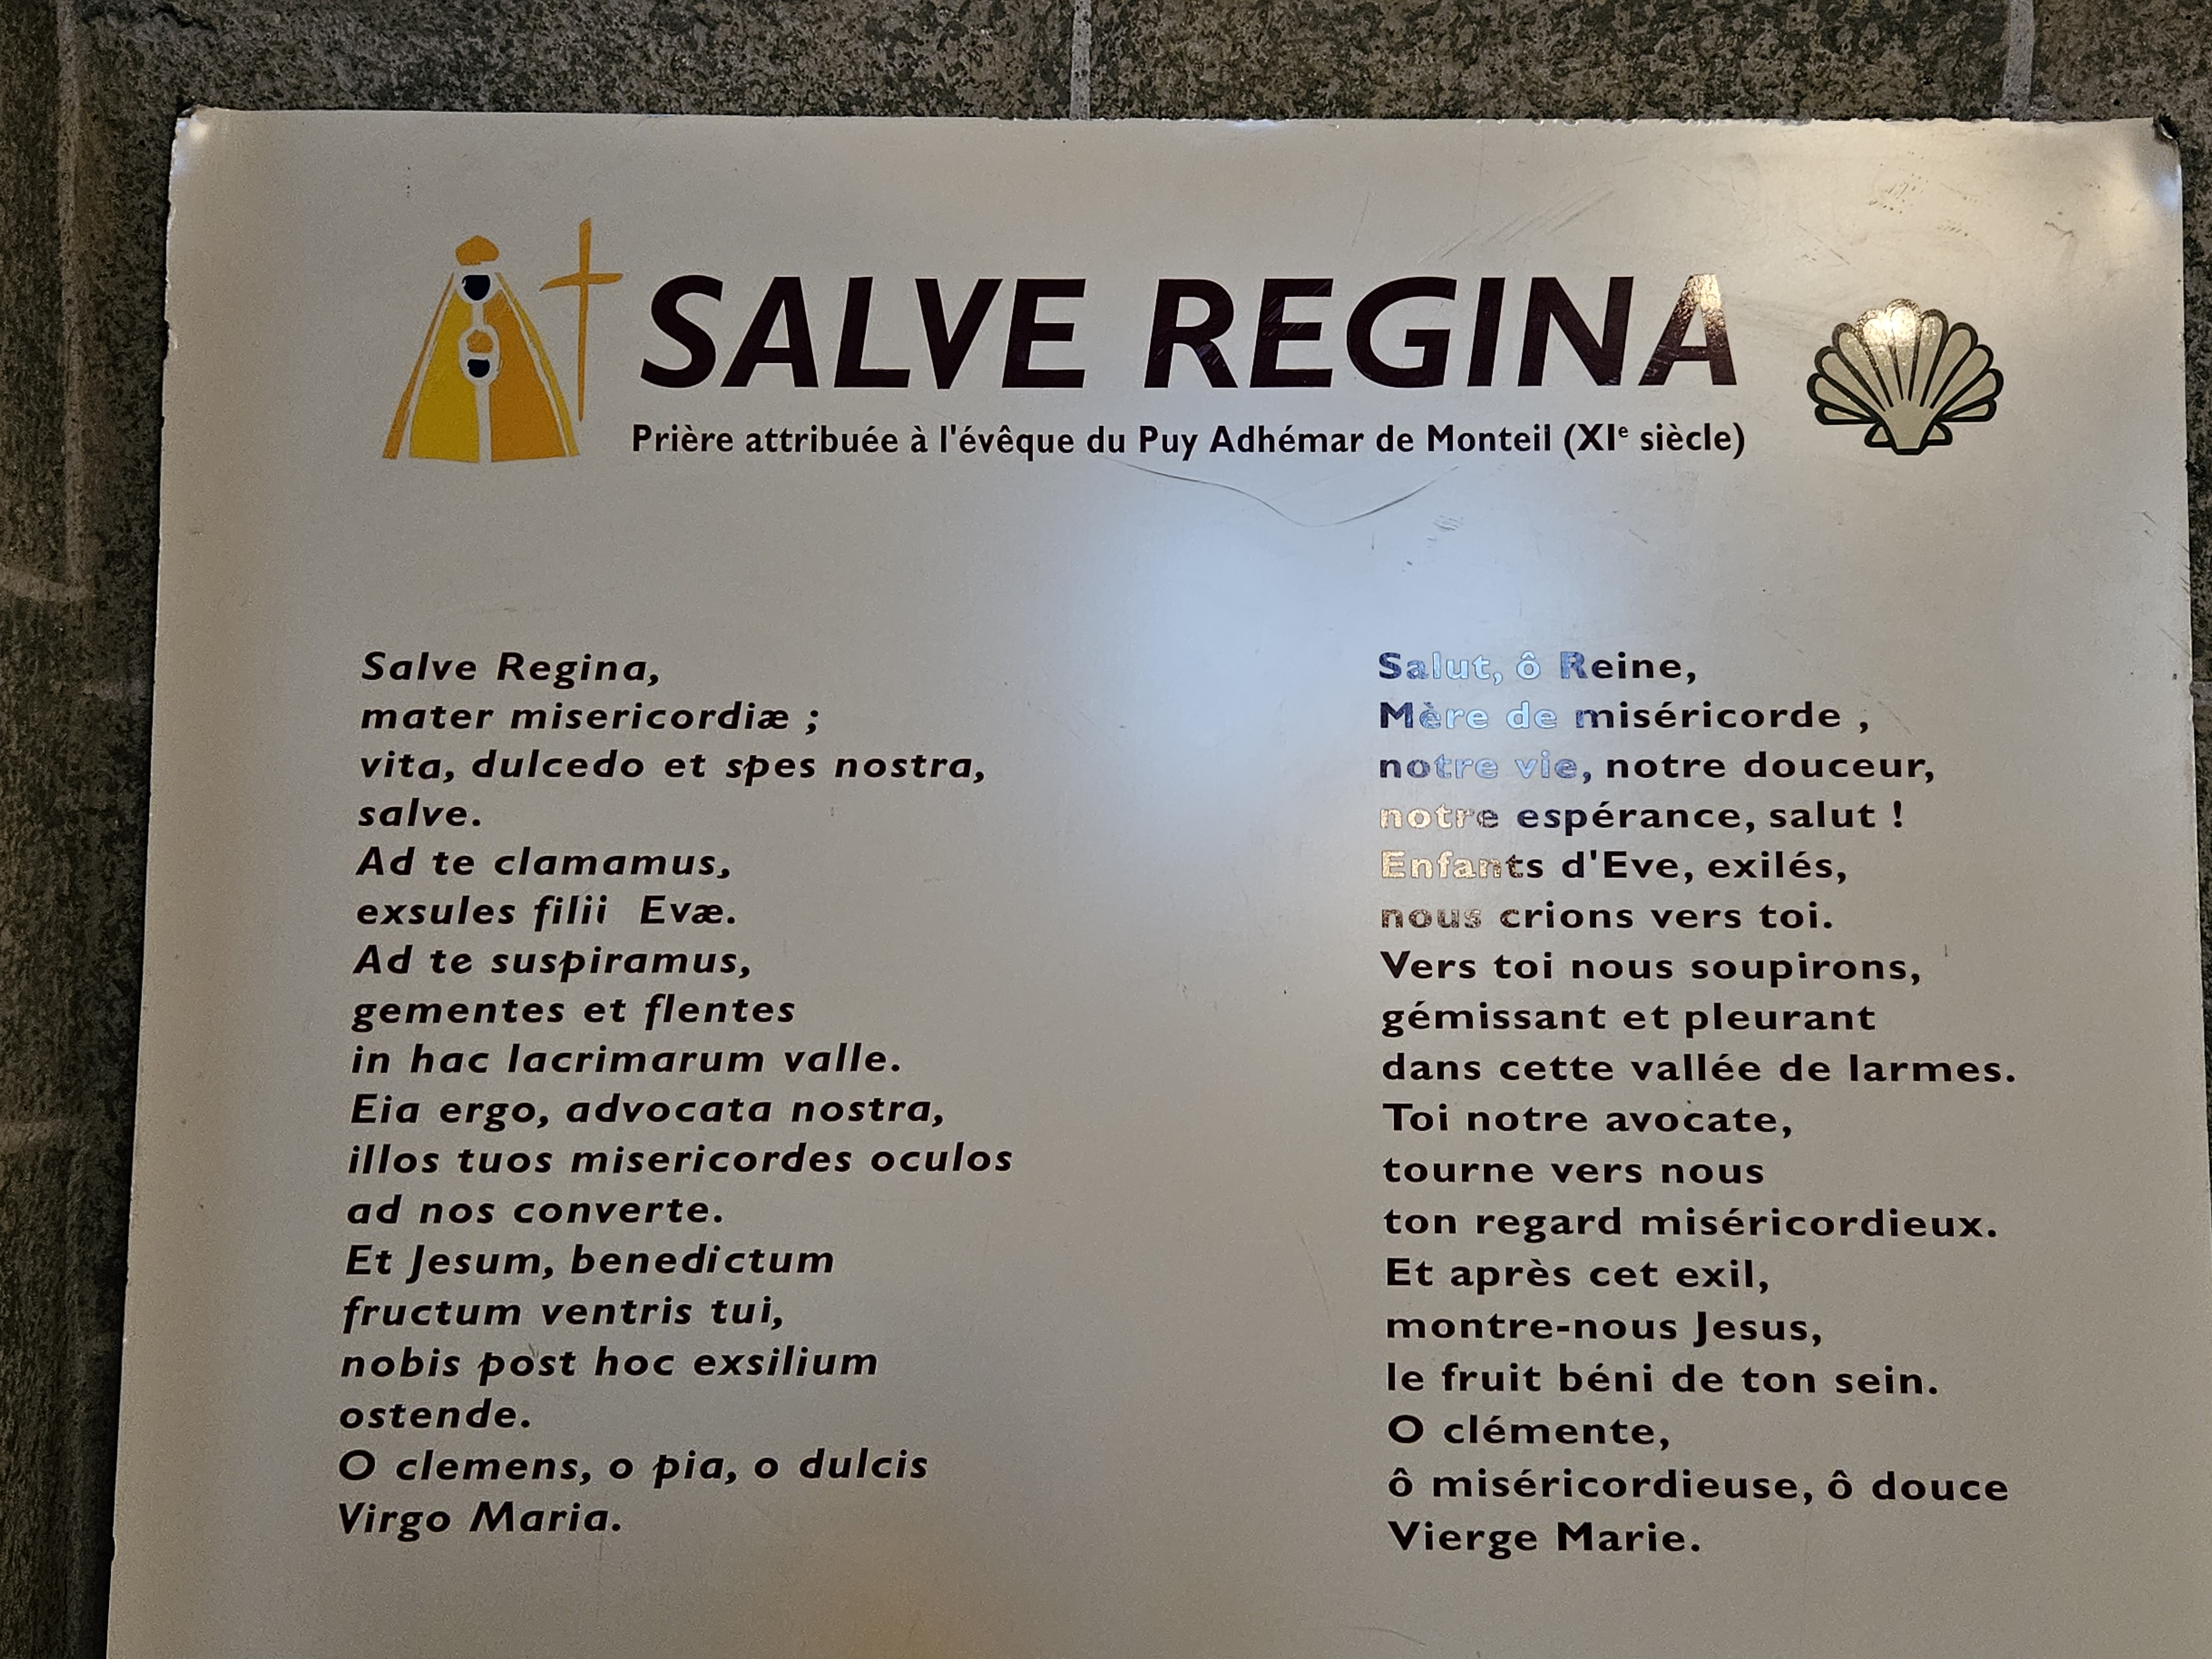 SALVE REGINA
Prière attribuée à l'évêque du Puy Adhémar de Monteil (XIe siècle)
Salve Regina,
mater misericordiæ ;
vita, dulcedo et spes nostra,
salve.
Ad te clamamus,
exsules filii Evæ.
Ad te suspiramus,
gementes et flentes
in hac lacrimarum valle.
Eia ergo, advocata nostra,
illos tuos misericordes oculos
ad nos converte.
Et Jesum, benedictum
fructum ventris tui,
nobis post hoc exsilium
ostende.
O clemens, o pia, o dulcis
Virgo Maria.
Salut, ô Reine,
Mère de miséricorde ,
notre vie, notre douceur,
notre espérance, salut !
Enfants d'Eve, exilés,
nous crions vers toi.
Vers toi nous soupirons,
gémissant et pleurant
dans cette vallée de larmes.
Toi notre avocate,
tourne vers nous
ton regard miséricordieux.
Et après cet exil,
montre-nous Jesus,
le fruit béni de ton sein.
O clémente,
ô miséricordieuse, ô douce
Vierge Marie.